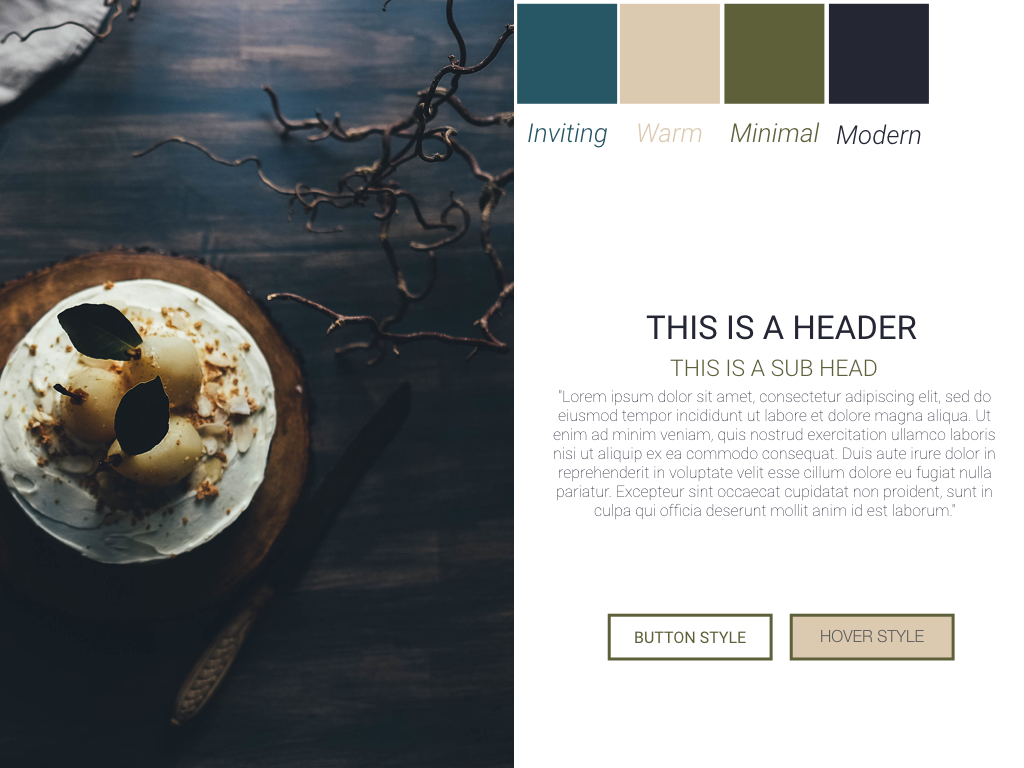 Inviting Warm Minimal Modern
THIS IS A HEADER
THIS IS A SUB HEAD
"Lorem ipsum dolor sit amet, consectetur adipiscing elit, sed do
eiusmod tempor incididunt ut labore et dolore magna aliqua. Ut
enim ad minim veniam, quis nostrud exercitation ullamco laboris
nisi ut aliquip ex ea commodo consequat. Duis aute irure dolor in
reprehenderit in voluptate velit esse cillum dolore eu fugiat nulla
pariatur. Excepteur sint occaecat cupidatat non proident, sunt in
culpa qui officia deserunt mollit anim id est laborum."
BUTTON STYLE HOVER STYLE